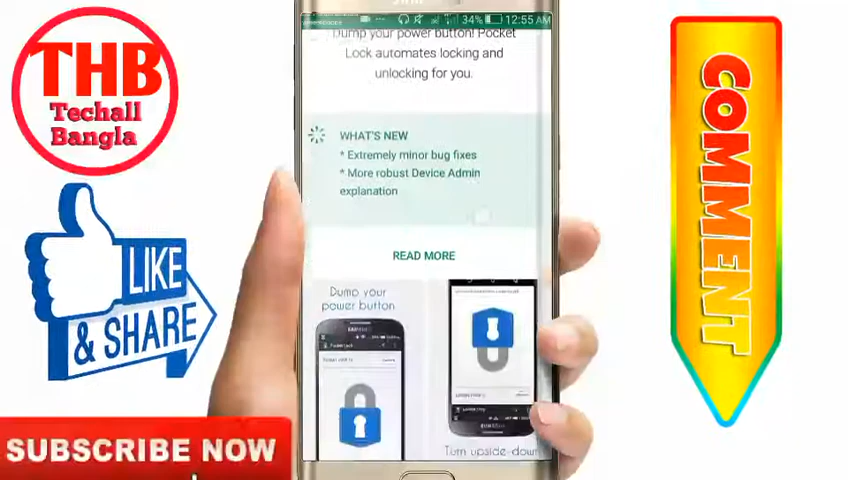 THB
Techall
Bangla
LIKE
& SHARE
SUBSCRIBE NOW
34% 12:55 AM
Dump your power button! Pocket
Lock automates locking and
unlocking for you.
WHAT'S NEW
* Extremely minor bug fixes
* More robust Device Admin
explanation
READ MORE
Dump your
power button
Turn upside-down
COMMENT